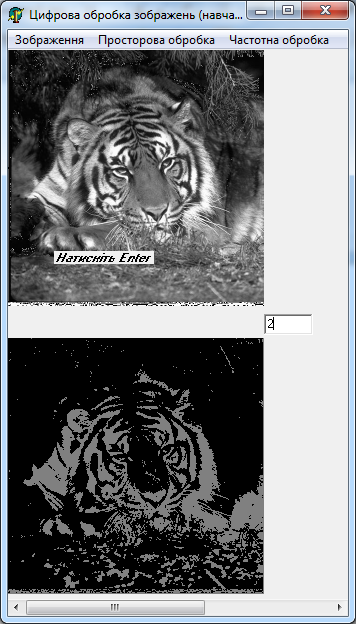 Цифрова обробка зображень (навча...
Зображення Просторова обробка Частотна обробка
Натисніть Enter
2